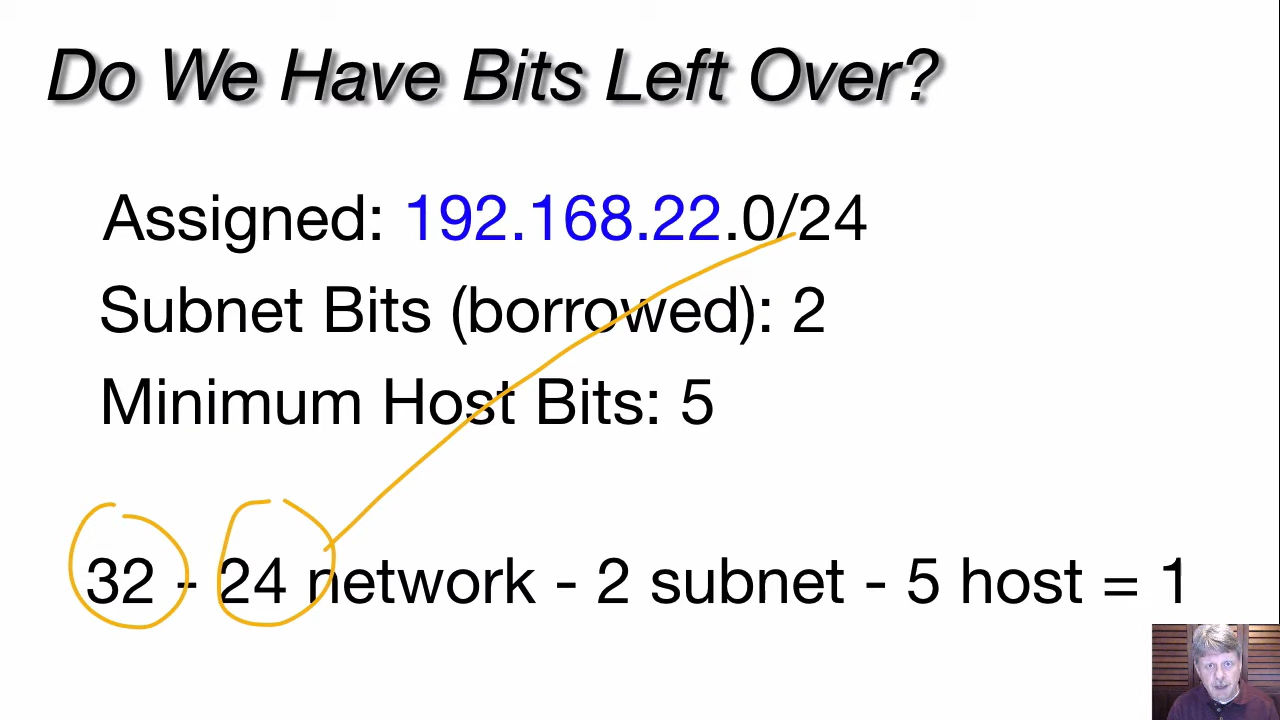 Do We Have Bits Left Over?
Assigned: 192.168.22.0/24
Subnet Bits (borrowed): 2
Minimum Host Bits: 5
32 - 24 network - 2 subnet - 5 host = 1